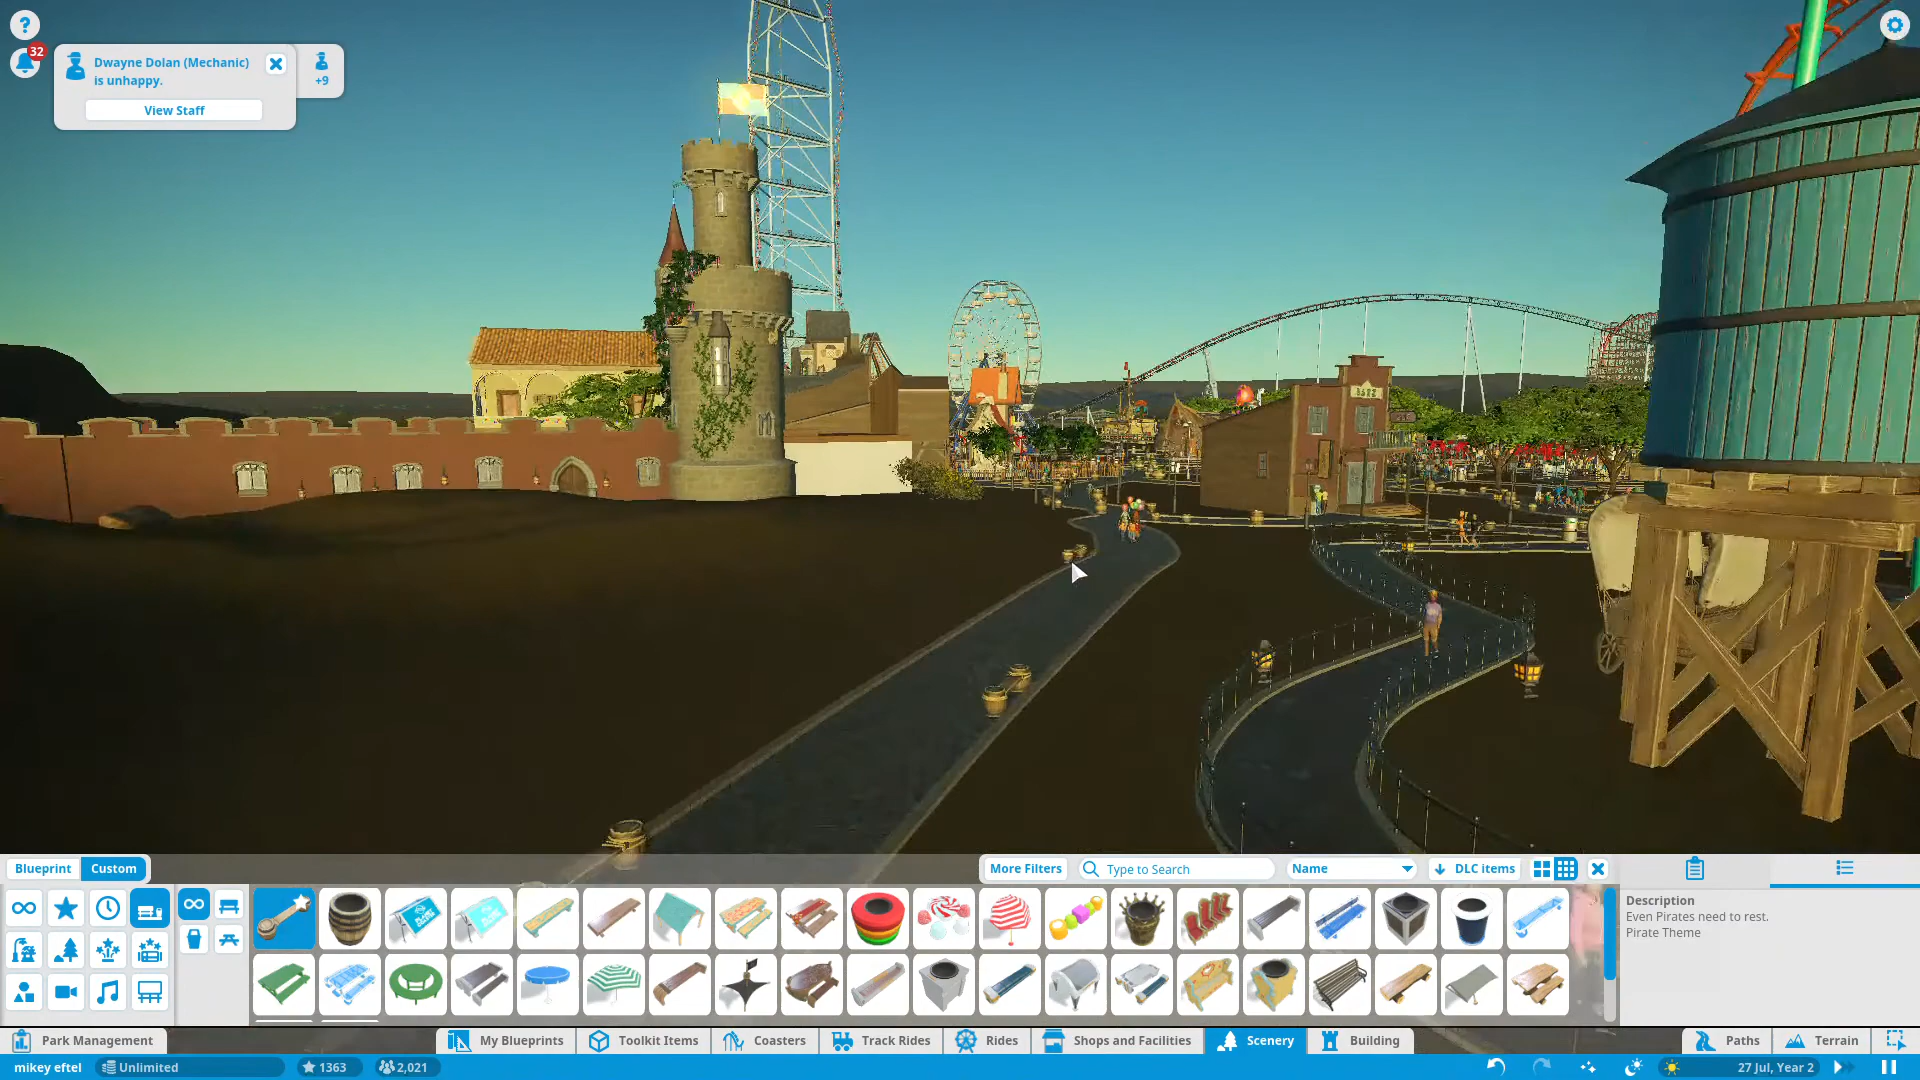 ?
32
Dwayne Dolan (Mechanic)
is unhappy.
View Staff
+9
Blueprint
Custom
More Filters
Type to Search
Name
DLC items
Description
Even Pirates need to rest.
Pirate Theme
Park Management
My Blueprints
Toolkit Items
Coasters
Track Rides
Rides
Shops and Facilities
Scenery
Building
Paths
Terrain
mikey eftel
Unlimited
1363
2,021
27 Jul, Year 2